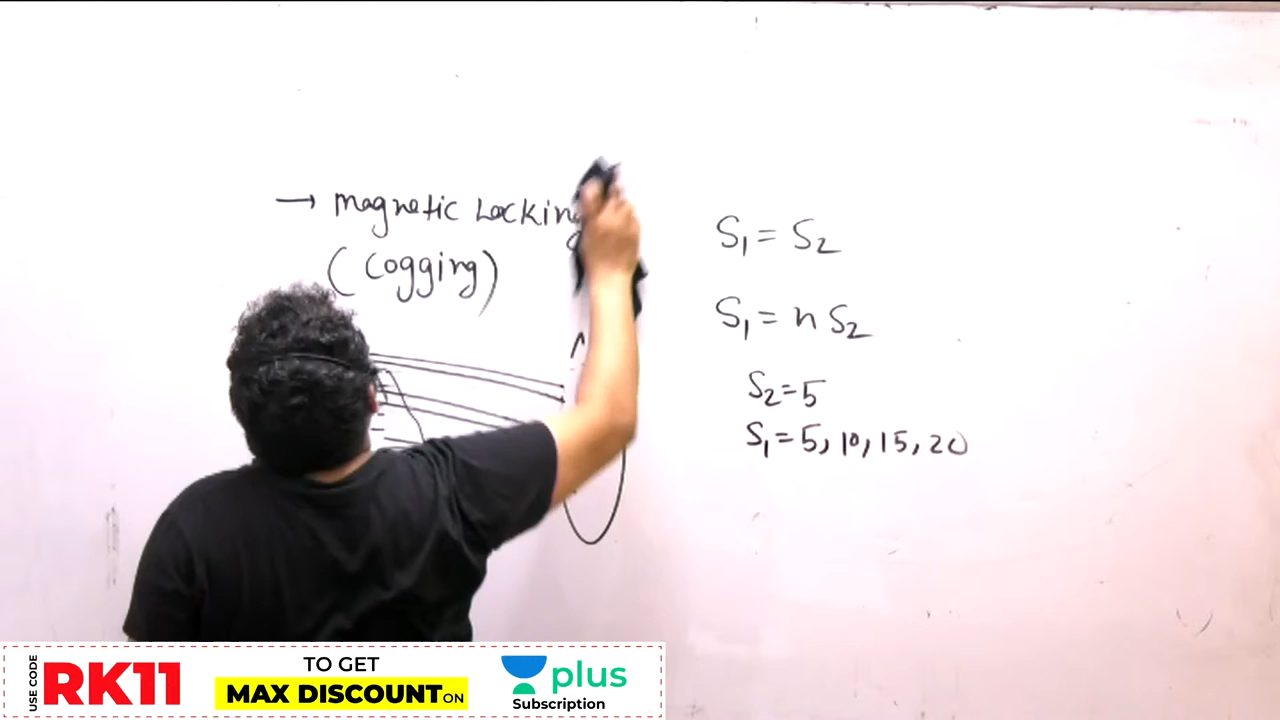 → magnetic Locking
(Cogging)
S₁ = S₂
S₁ = n S₂
S₂ = 5
S₁ = 5, 10, 15, 20
USE CODE
RK11
TO GET
MAX DISCOUNT ON
plus
Subscription